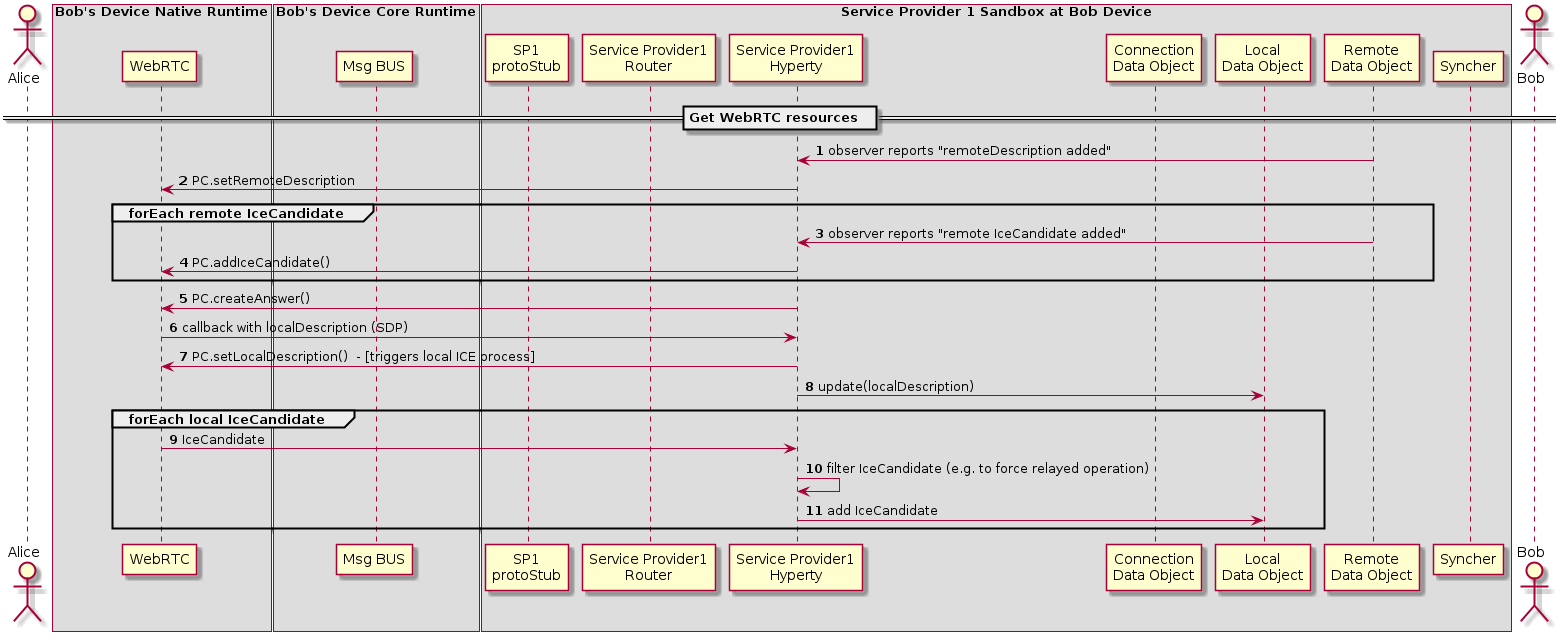 Bob's Device Native Runtime
Bob's Device Core Runtime
Service Provider 1 Sandbox at Bob Device
Alice
WebRTC
Msg BUS
SP1
protoStub
Service Provider1
Router
Service Provider1
Hyperty
Connection
Data Object
Local
Data Object
Remote
Data Object
Syncher
Bob
Get WebRTC resources
1 observer reports "remoteDescription added"
2 PC.setRemoteDescription
forEach remote IceCandidate
3 observer reports "remote IceCandidate added"
4 PC.addIceCandidate()
5 PC.createAnswer()
6 callback with localDescription (SDP)
7 PC.setLocalDescription()  - [triggers local ICE process]
8 update(localDescription)
forEach local IceCandidate
9 IceCandidate
10 filter IceCandidate (e.g. to force relayed operation)
11 add IceCandidate
Alice
WebRTC
Msg BUS
SP1
protoStub
Service Provider1
Router
Service Provider1
Hyperty
Connection
Data Object
Local
Data Object
Remote
Data Object
Syncher
Bob